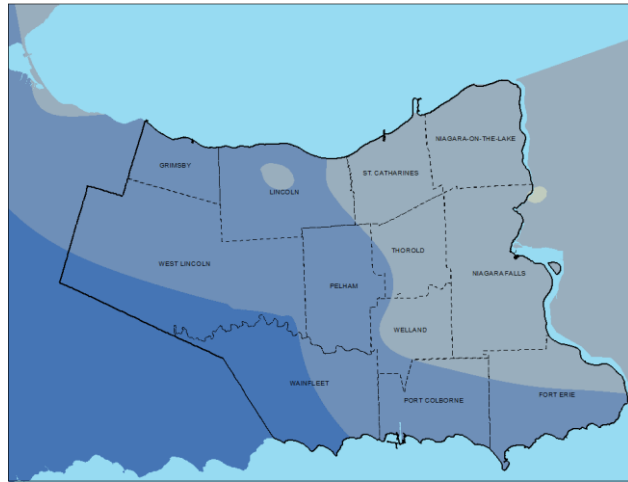 NIAGARA-ON-THE-LAKE
GRIMSBY
ST. CATHARINES
LINCOLN
THOROLD
WEST LINCOLN
NIAGARA FALLS
PELHAM
WELLAND
WAINFLEET
PORT COLBORNE
FORT ERIE